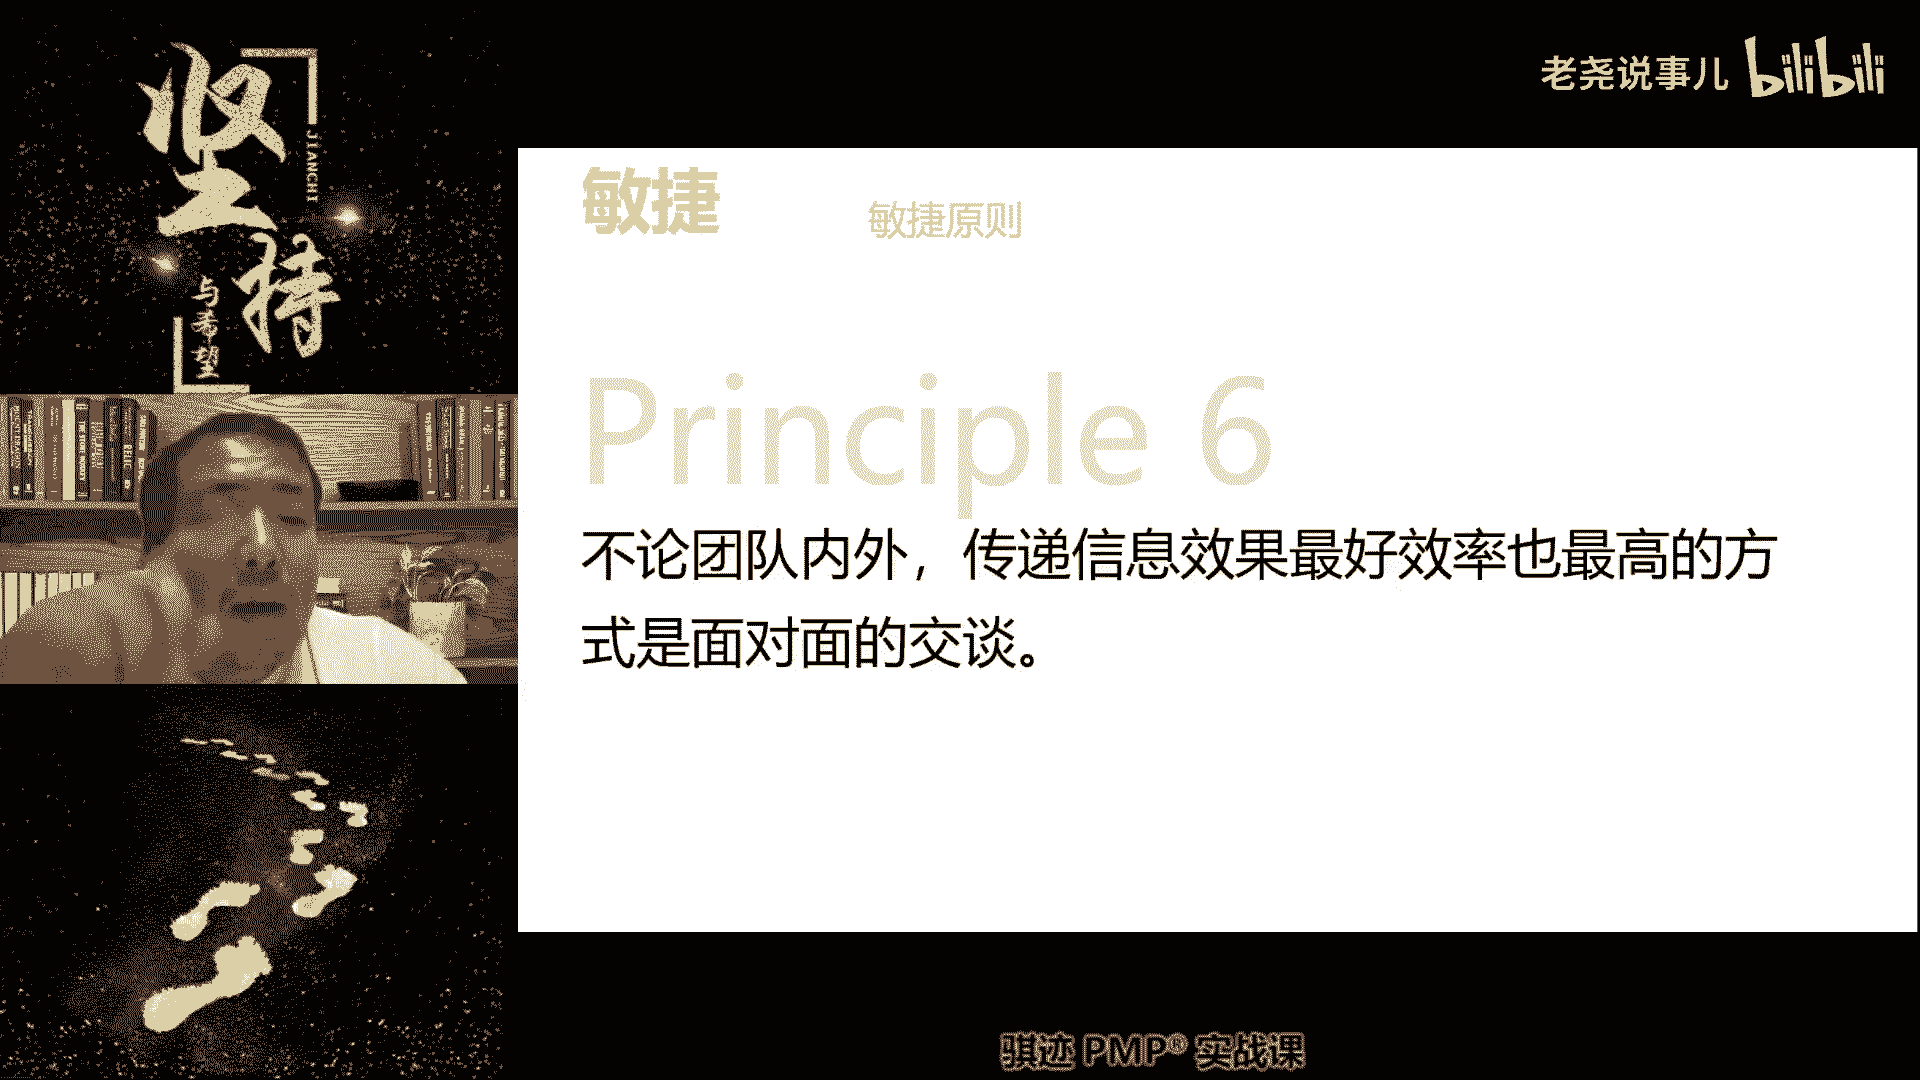 坚持
JIANCHI
与希望
老尧说事儿 bilibili
敏捷
敏捷原则
Principle 6
不论团队内外，传递信息效果最好效率也最高的方
式是面对面的交谈。
骐迹 PMP® 实战课